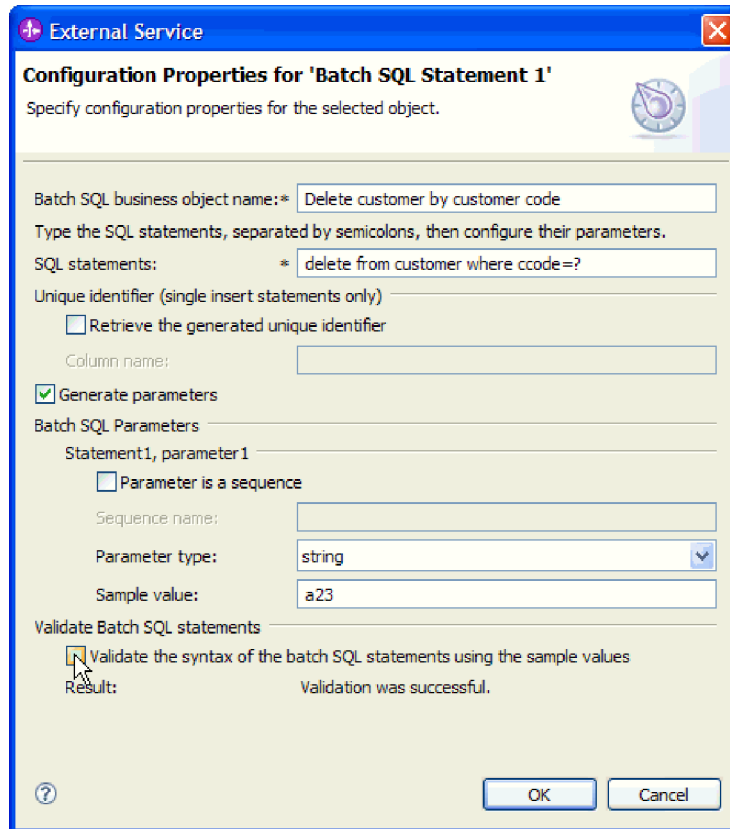 External Service
Configuration Properties for 'Batch SQL Statement 1'
Specify configuration properties for the selected object.
Batch SQL business object name:* Delete customer by customer code
Type the SQL statements, separated by semicolons, then configure their parameters.
SQL statements: * delete from customer where ccode=?
Unique identifier (single insert statements only)
Retrieve the generated unique identifier
Column name:
Generate parameters
Batch SQL Parameters
Statement1, parameter1
Parameter is a sequence
Sequence name:
Parameter type: string
Sample value: a23
Validate Batch SQL statements
Validate the syntax of the batch SQL statements using the sample values
Result: Validation was successful.
? OK Cancel